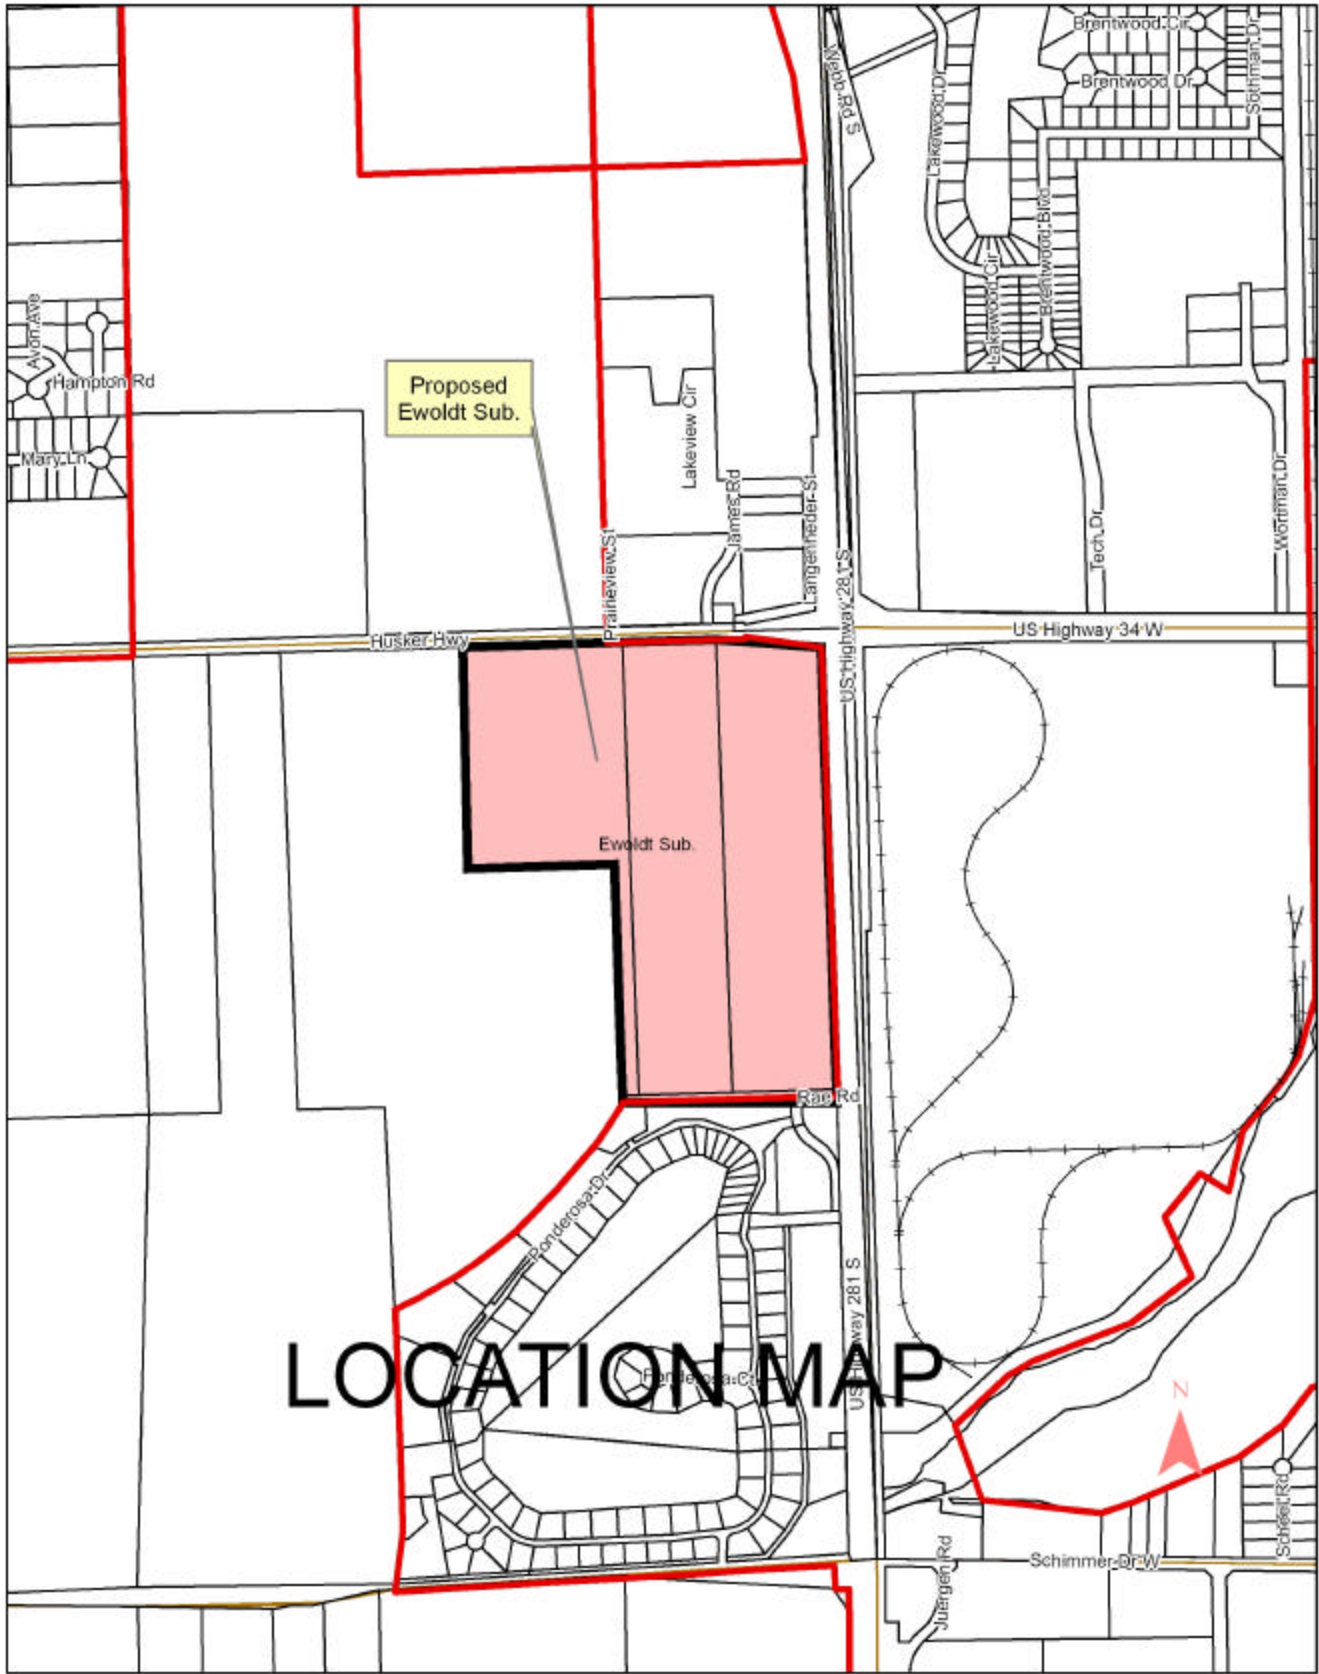 Brentwood Cir
Sothman Dr
Webb Rd S
Lakewood Dr
Brentwood Dr
Brentwood Blvd
Lakewood Cir
Avon Ave
Hampton Rd
Proposed
Ewoldt Sub.
Lakeview Cir
Mary Ln
James Rd
Langenheder St
Tech Dr
Wortman Dr
Prairieview St
US Highway 281 S
US Highway 34 W
Husker Hwy
Ewoldt Sub.
Rae Rd
Ponderosa Dr
US Highway 281 S
LOCATION MAP
Ponderosa Ct
N
Scheel Rd
Juergen Rd
Schimmer Dr W